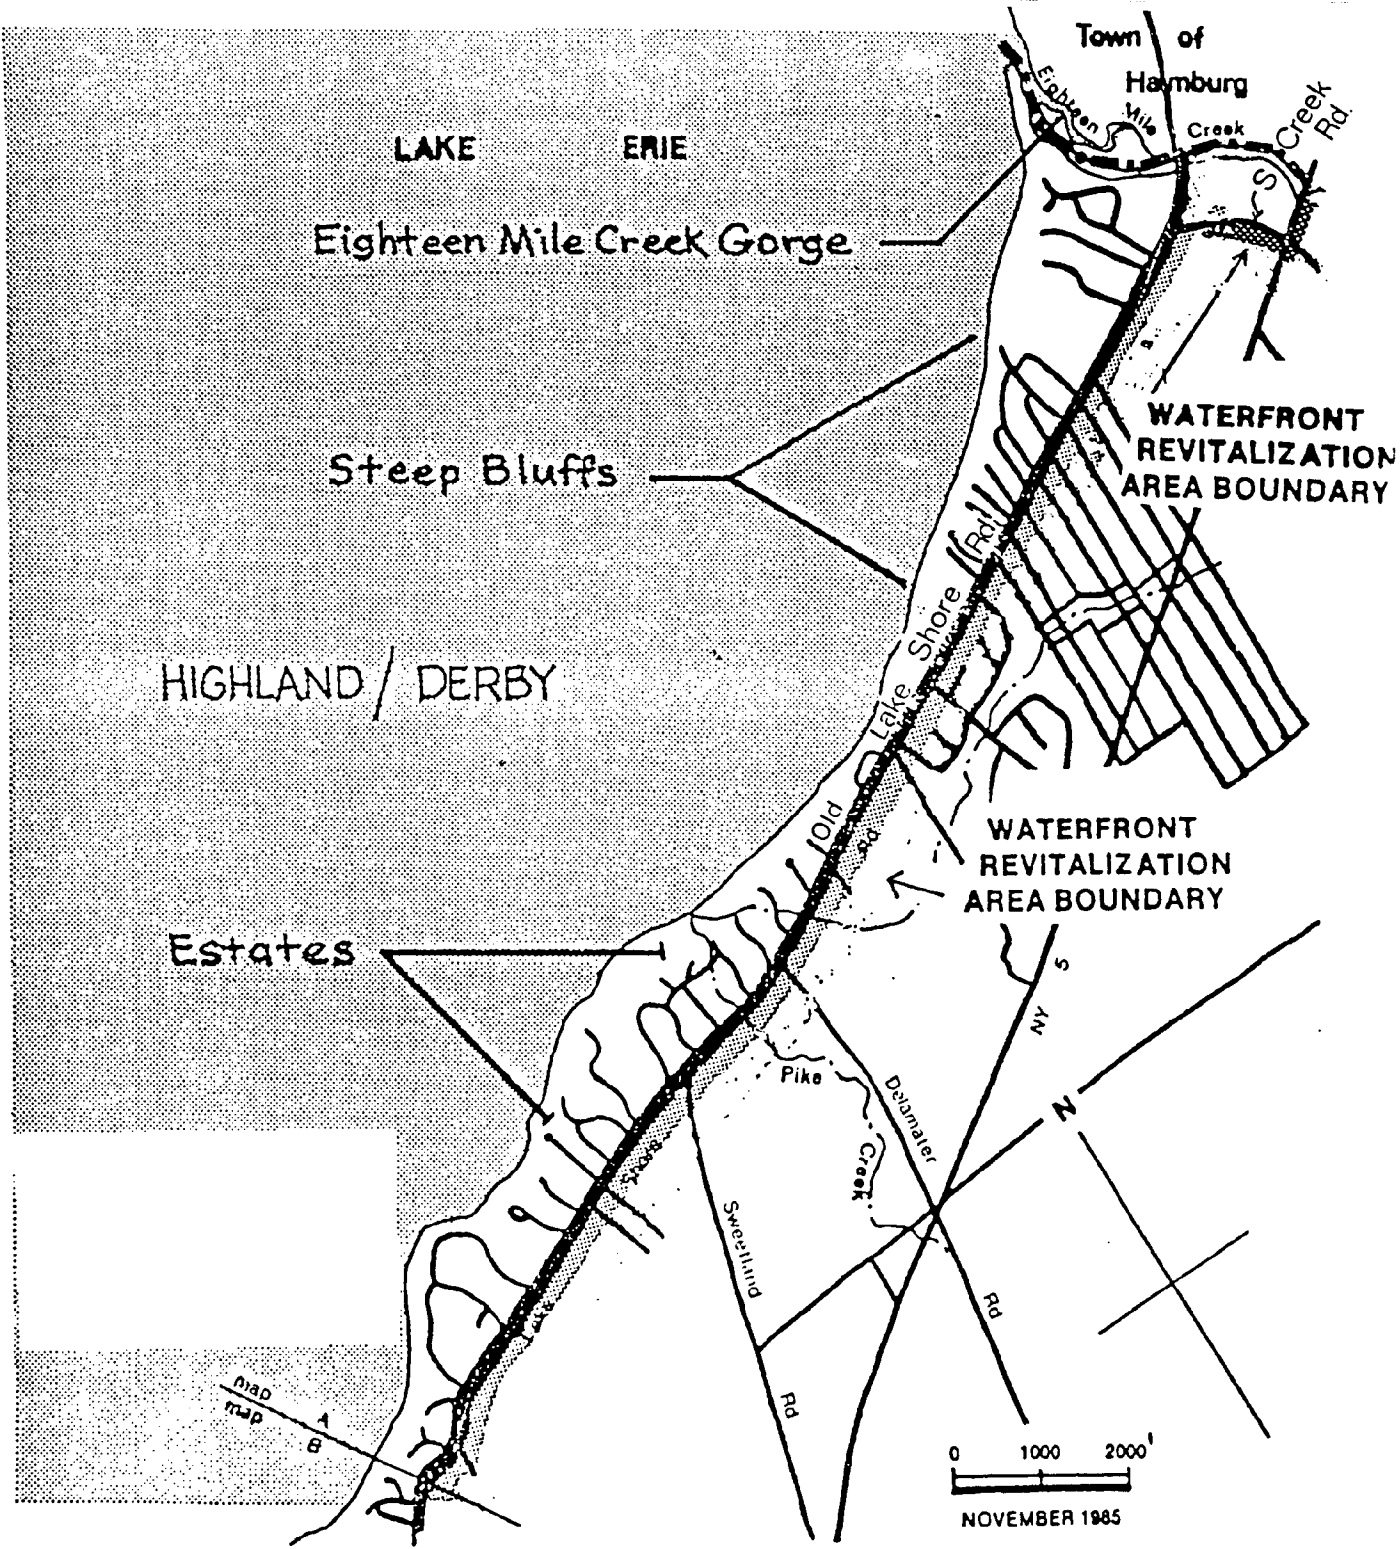 Town of
Hamburg
Eighteen Mile Creek
Creek
Rd.
LAKE ERIE
S
Eighteen Mile Creek Gorge
WATERFRONT
REVITALIZATION
AREA BOUNDARY
Steep Bluffs
Old Lake Shore Rd.
HIGHLAND / DERBY
Rd
WATERFRONT
REVITALIZATION
AREA BOUNDARY
Estates
NY 5
Pike Creek
Delamater Rd
N
Shore
Sweetland Rd
Lake
map A
map B
0 1000 2000'
NOVEMBER 1985